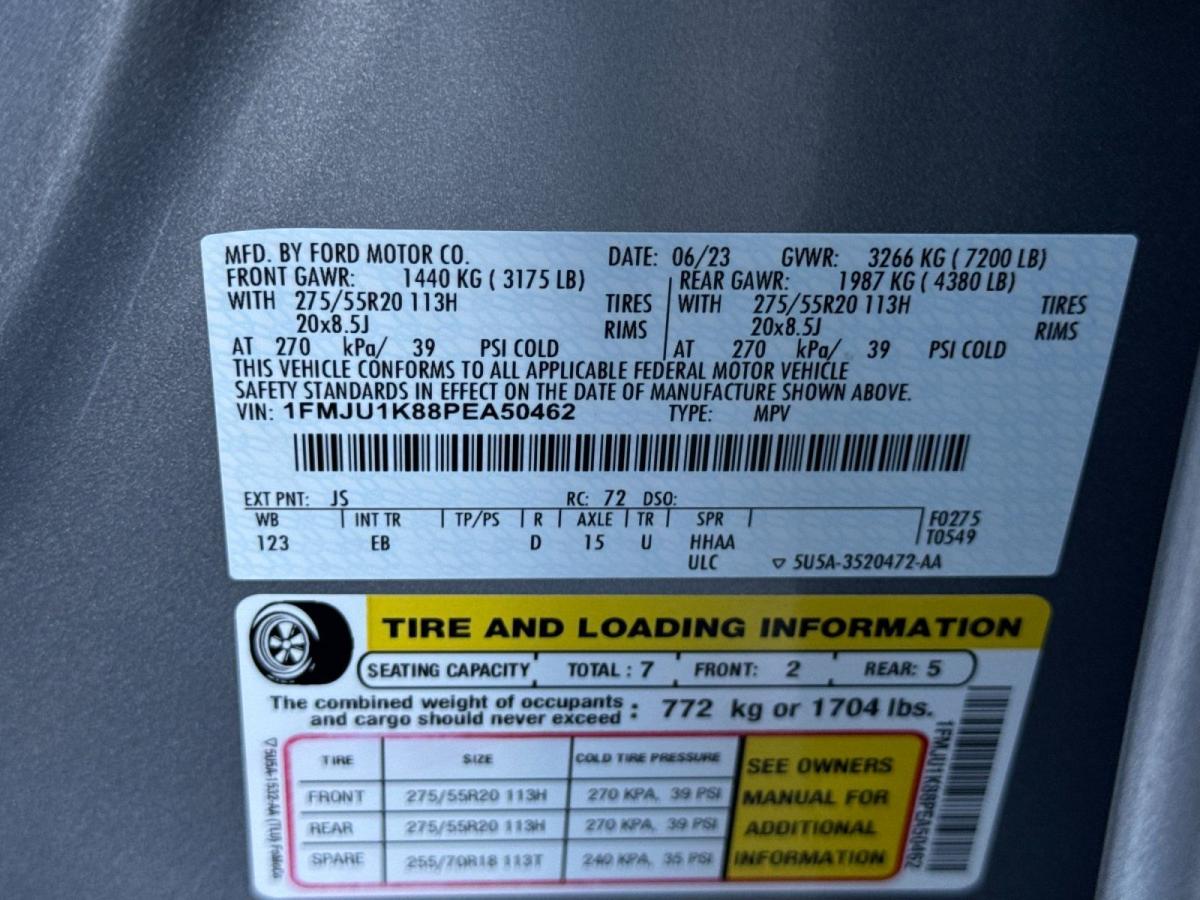 MFD. BY FORD MOTOR CO. DATE: 06/23 GVWR: 3266 KG ( 7200 LB)
FRONT GAWR: 1440 KG ( 3175 LB) REAR GAWR: 1987 KG ( 4380 LB)
WITH 275/55R20 113H TIRES WITH 275/55R20 113H TIRES
20x8.5J RIMS 20x8.5J RIMS
AT 270 kPa/ 39 PSI COLD AT 270 kPa/ 39 PSI COLD
THIS VEHICLE CONFORMS TO ALL APPLICABLE FEDERAL MOTOR VEHICLE
SAFETY STANDARDS IN EFFECT ON THE DATE OF MANUFACTURE SHOWN ABOVE.
VIN: 1FMJU1K88PEA50462 TYPE: MPV
EXT PNT: JS RC: 72 DSO:
WB INT TR TP/PS R AXLE TR SPR F0275
123 EB D 15 U HHAA T0549
ULC ▽ 5U5A-3520472-AA
TIRE AND LOADING INFORMATION
SEATING CAPACITY TOTAL : 7 FRONT: 2 REAR: 5
The combined weight of occupants
and cargo should never exceed : 772 kg or 1704 lbs.
TIRE SIZE COLD TIRE PRESSURE
FRONT 275/55R20 113H 270 KPA, 39 PSI
REAR 275/55R20 113H 270 KPA, 39 PSI
SPARE 255/70R18 113T 240 KPA, 35 PSI
SEE OWNERS
MANUAL FOR
ADDITIONAL
INFORMATION
1FMJU1K88PEA50462
▽ 5U5A-1532-AA